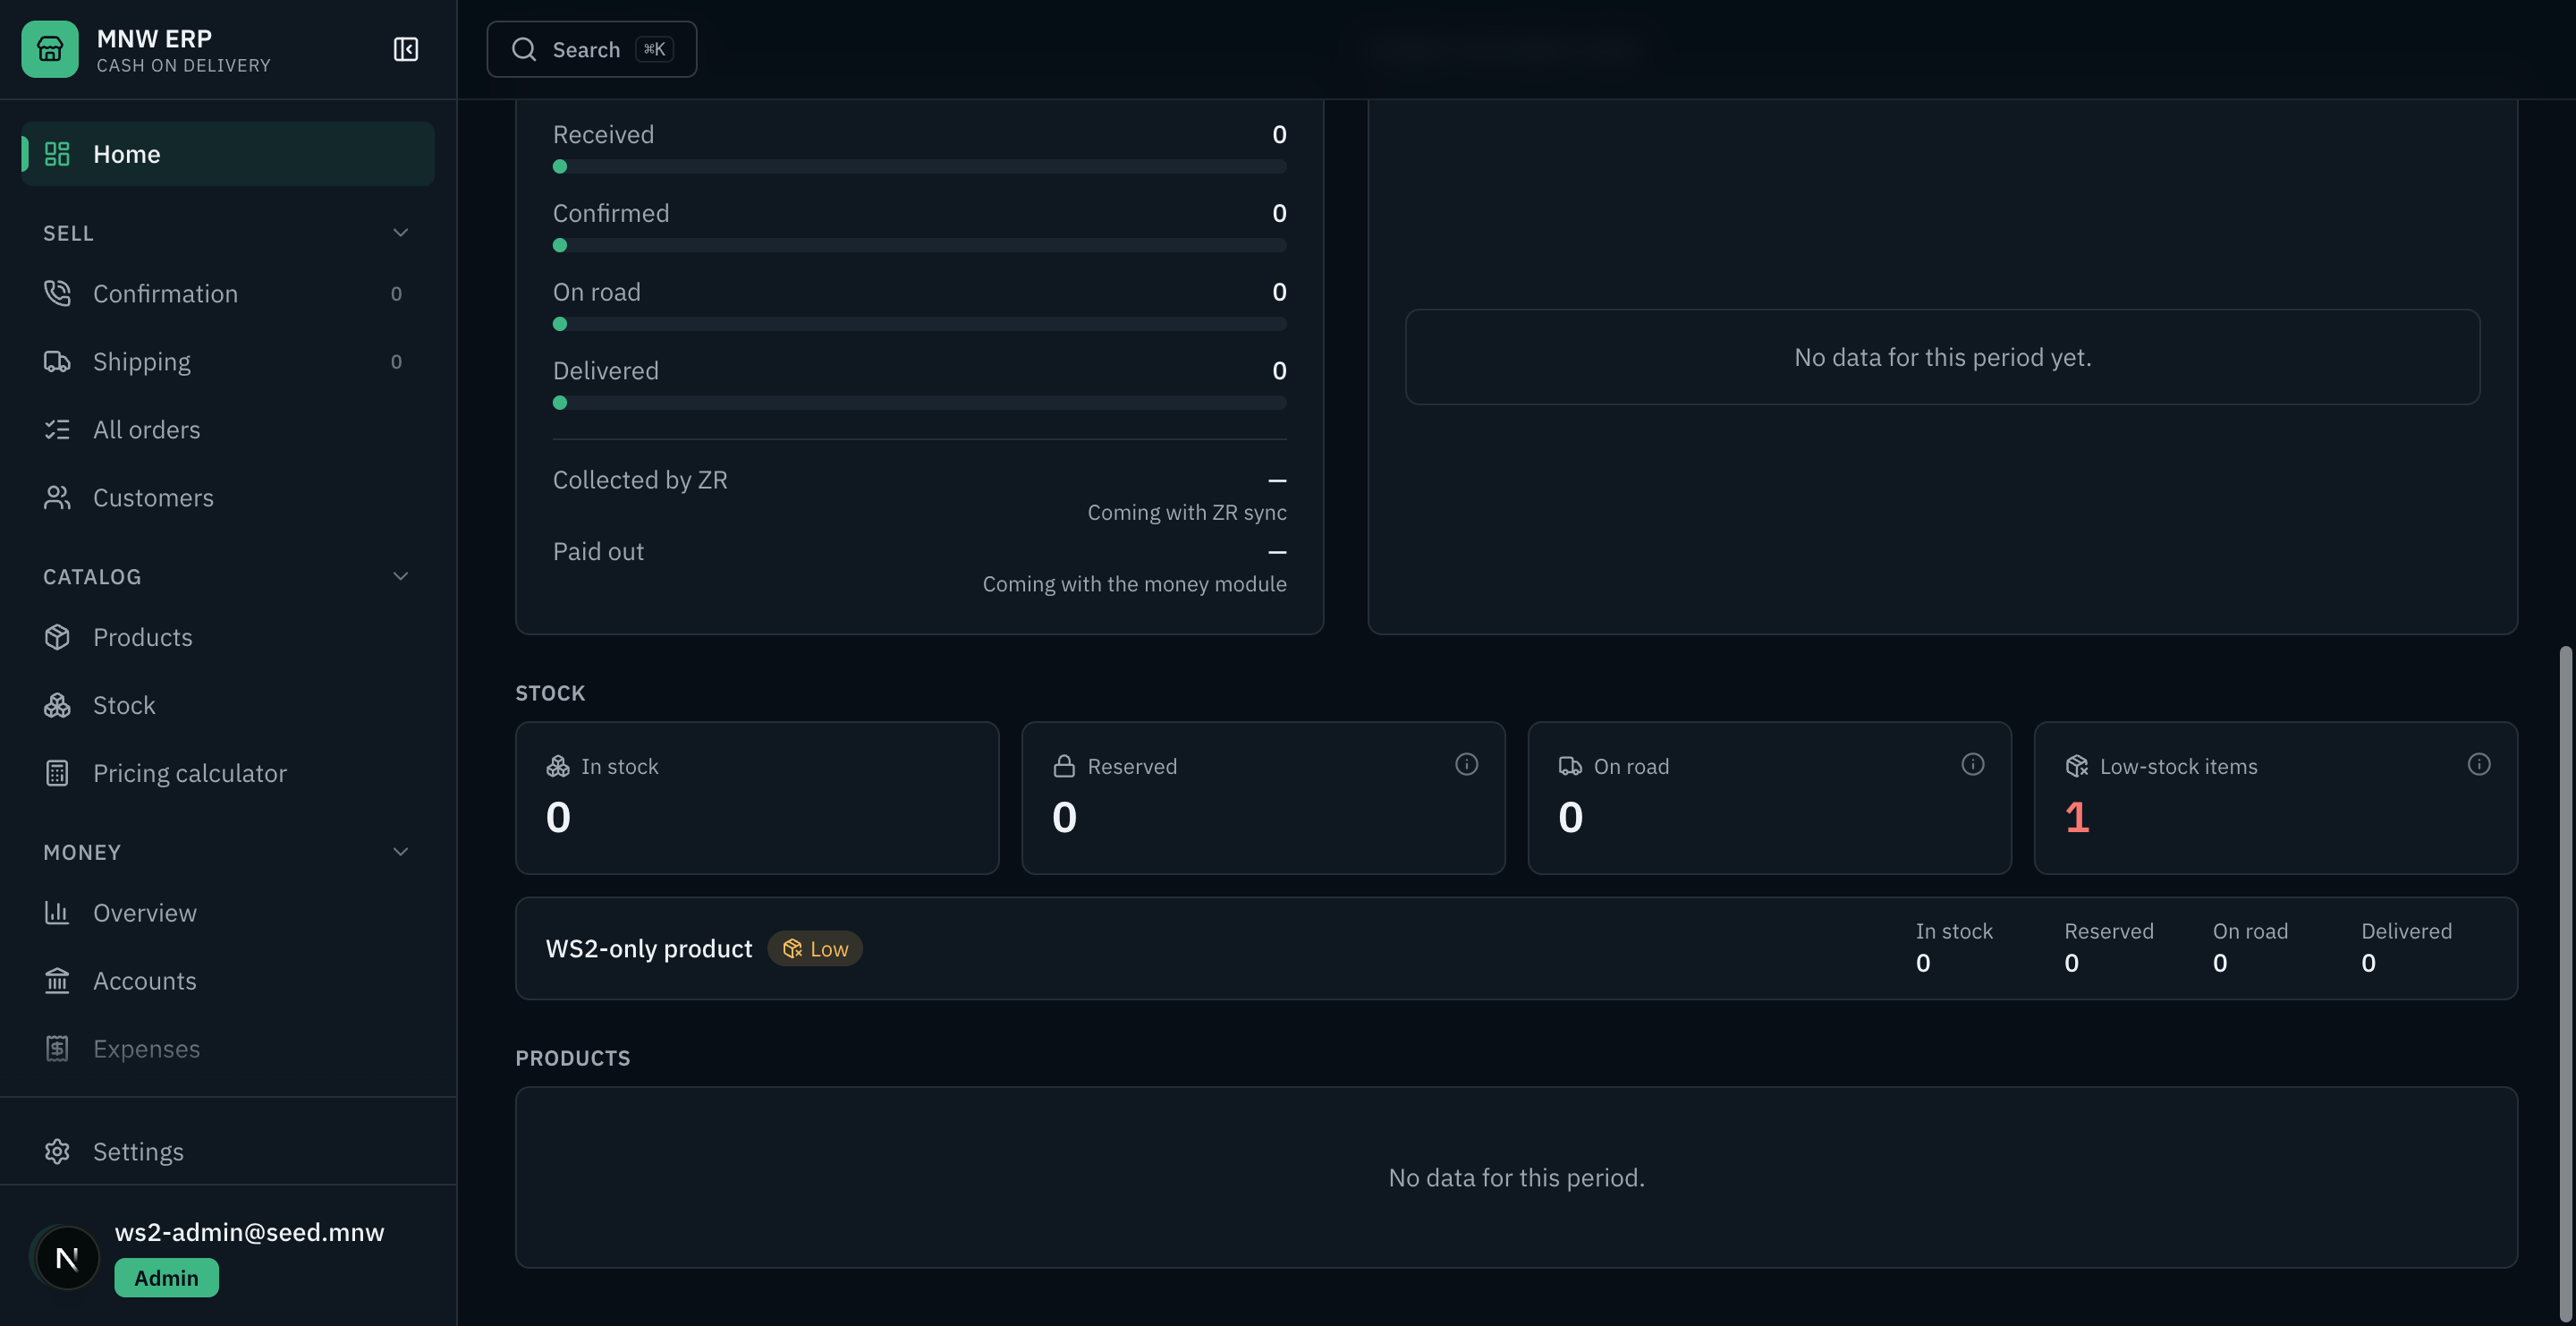 MNW ERP
CASH ON DELIVERY
Search ⌘K
Home
SELL
Confirmation 0
Shipping 0
All orders
Customers
CATALOG
Products
Stock
Pricing calculator
MONEY
Overview
Accounts
Expenses
Settings
N
ws2-admin@seed.mnw
Admin
Received 0
Confirmed 0
On road 0
Delivered 0
Collected by ZR —
Coming with ZR sync
Paid out —
Coming with the money module
No data for this period yet.
STOCK
In stock
0
Reserved
0
On road
0
Low-stock items
1
WS2-only product Low
In stock Reserved On road Delivered
0 0 0 0
PRODUCTS
No data for this period.